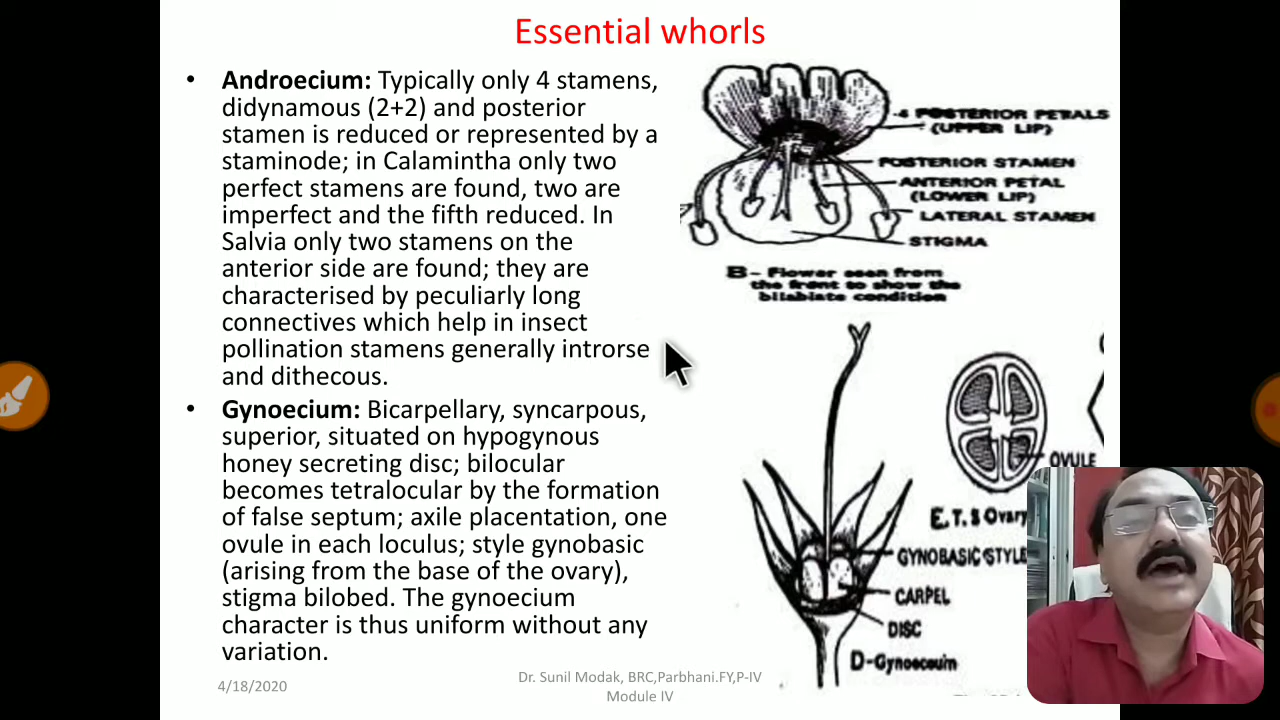 Essential whorls
• Androecium: Typically only 4 stamens,
didynamous (2+2) and posterior
stamen is reduced or represented by a
staminode; in Calamintha only two
perfect stamens are found, two are
imperfect and the fifth reduced. In
Salvia only two stamens on the
anterior side are found; they are
characterised by peculiarly long
connectives which help in insect
pollination stamens generally introrse
and dithecous.
• Gynoecium: Bicarpellary, syncarpous,
superior, situated on hypogynous
honey secreting disc; bilocular
becomes tetralocular by the formation
of false septum; axile placentation, one
ovule in each loculus; style gynobasic
(arising from the base of the ovary),
stigma bilobed. The gynoecium
character is thus uniform without any
variation.
4 POSTERIOR PETALS
(UPPER LIP)
POSTERIOR STAMEN
ANTERIOR PETAL
(LOWER LIP)
LATERAL STAMEN
STIGMA
B - Flower seen from
the front to show the
bilabiate condition
OVULE
E.T.S Ovary
GYNOBASIC STYLE
CARPEL
DISC
D-Gynoecuim
4/18/2020
Dr. Sunil Modak, BRC,Parbhani.FY,P-IV
Module IV